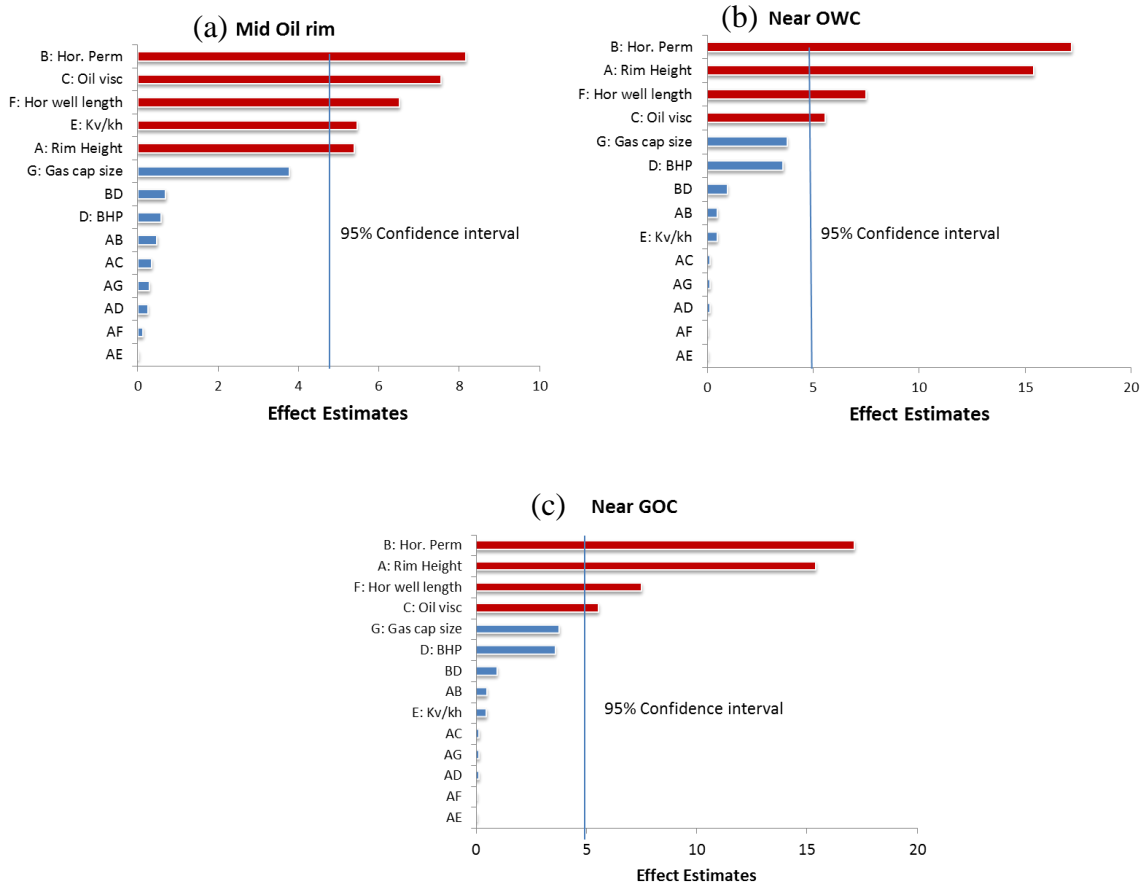 (a) Mid Oil rim
B: Hor. Perm
C: Oil visc
F: Hor well length
E: Kv/kh
A: Rim Height
G: Gas cap size
BD
D: BHP
AB
AC
AG
AD
AF
AE
95% Confidence interval
0 2 4 6 8 10
Effect Estimates
(b) Near OWC
B: Hor. Perm
A: Rim Height
F: Hor well length
C: Oil visc
G: Gas cap size
D: BHP
BD
AB
E: Kv/kh
AC
AG
AD
AF
AE
95% Confidence interval
0 5 10 15 20
Effect Estimates
(c) Near GOC
B: Hor. Perm
A: Rim Height
F: Hor well length
C: Oil visc
G: Gas cap size
D: BHP
BD
AB
E: Kv/kh
AC
AG
AD
AF
AE
95% Confidence interval
0 5 10 15 20
Effect Estimates